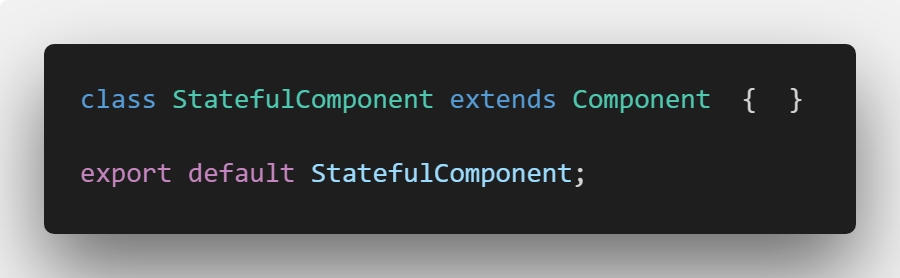 class StatefulComponent extends Component  {  }
export default StatefulComponent;